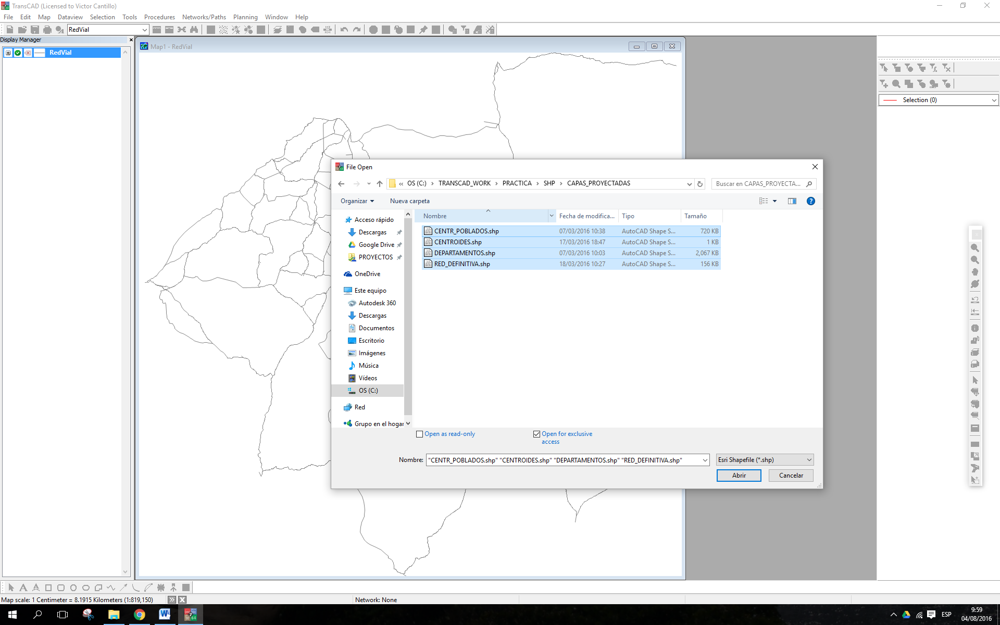 TransCAD (Licensed to Victor Cantillo)
File Edit Map Dataview Selection Tools Procedures Networks/Paths Planning Window Help
RedVial
Display Manager
RedVial
Map1 - RedVial
Selection (0)
File Open
« OS (C:) › TRANSCAD_WORK › PRACTICA › SHP › CAPAS_PROYECTADAS
Buscar en CAPAS_PROYECTA...
Organizar Nueva carpeta
Acceso rápido
Descargas
Google Drive
PROYECTOS
OneDrive
Este equipo
Autodesk 360
Descargas
Documentos
Escritorio
Imágenes
Música
Vídeos
OS (C:)
Red
Grupo en el hogar
Nombre Fecha de modifica... Tipo Tamaño
CENTR_POBLADOS.shp 07/03/2016 10:38 AutoCAD Shape S... 720 KB
CENTROIDES.shp 17/03/2016 18:47 AutoCAD Shape S... 1 KB
DEPARTAMENTOS.shp 07/03/2016 10:03 AutoCAD Shape S... 2,067 KB
RED_DEFINITIVA.shp 18/03/2016 10:27 AutoCAD Shape S... 156 KB
Open as read-only
Open for exclusive
access
Nombre: "CENTR_POBLADOS.shp" "CENTROIDES.shp" "DEPARTAMENTOS.shp" "RED_DEFINITIVA.shp"
Esri Shapefile (*.shp)
Abrir Cancelar
Map scale: 1 Centimeter = 8.1915 Kilometers (1:819,150)
Network: None
ESP
9:59
04/08/2016